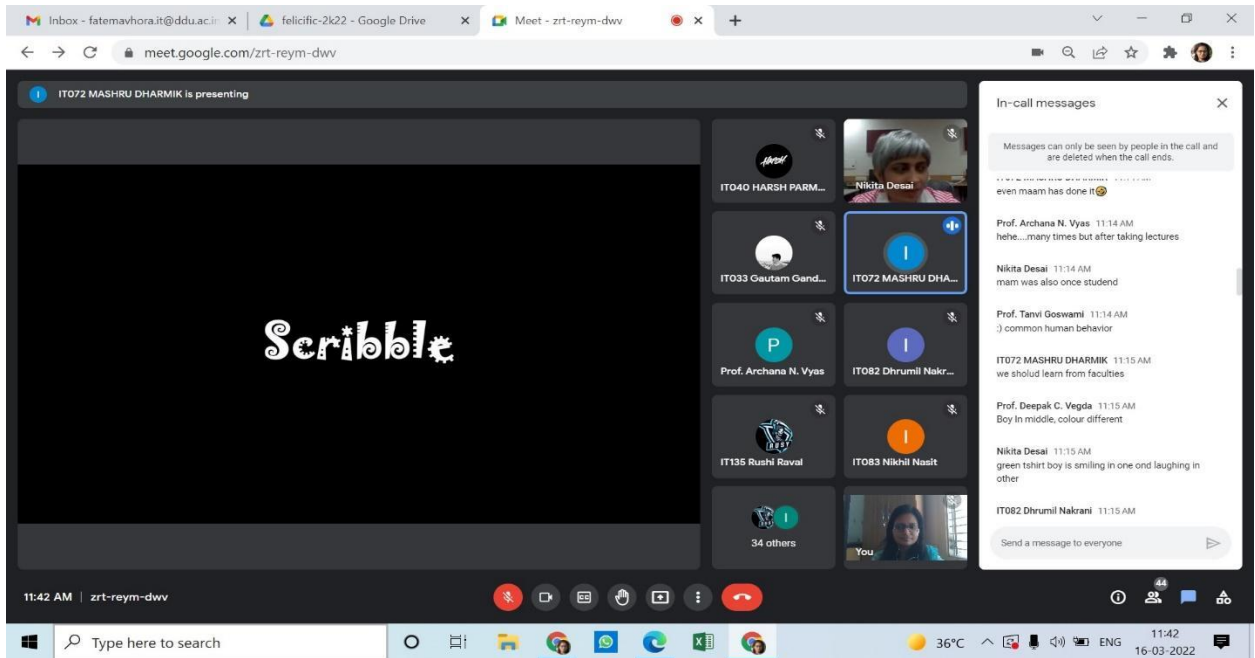 Inbox - fatemavhora.it@ddu.ac.in
felicific-2k22 - Google Drive
Meet - zrt-reym-dwv
meet.google.com/zrt-reym-dwv
IT072 MASHRU DHARMIK is presenting
Scribble
HARSH
IT040 HARSH PARM...
Nikita Desai
IT033 Gautam Gand...
I
IT072 MASHRU DHA...
P
Prof. Archana N. Vyas
I
IT082 Dhrumil Nakr...
RUSY
IT135 Rushi Raval
I
IT083 Nikhil Nasit
I
34 others
You
In-call messages
Messages can only be seen by people in the call and
are deleted when the call ends.
even maam has done it🤣
Prof. Archana N. Vyas 11:14 AM
hehe....many times but after taking lectures
Nikita Desai 11:14 AM
mam was also once studend
Prof. Tanvi Goswami 11:14 AM
:) common human behavior
IT072 MASHRU DHARMIK 11:15 AM
we sholud learn from faculties
Prof. Deepak C. Vegda 11:15 AM
Boy In middle, colour different
Nikita Desai 11:15 AM
green tshirt boy is smiling in one ond laughing in
other
IT082 Dhrumil Nakrani 11:15 AM
Send a message to everyone
11:42 AM | zrt-reym-dwv
44
Type here to search
36°C
ENG
11:42
16-03-2022